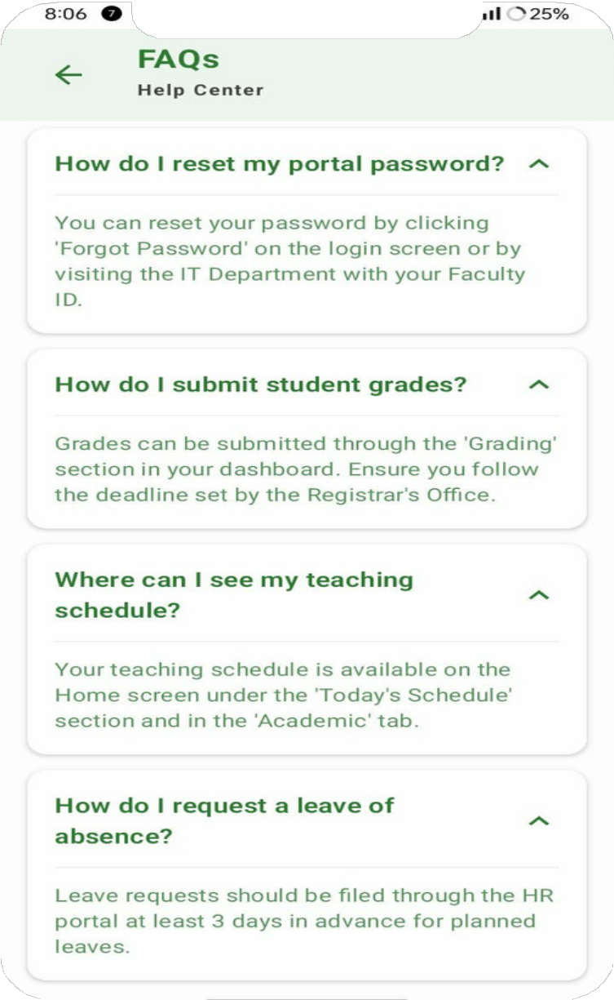 8:06 7 25%
FAQs
Help Center
How do I reset my portal password?
You can reset your password by clicking
'Forgot Password' on the login screen or by
visiting the IT Department with your Faculty
ID.
How do I submit student grades?
Grades can be submitted through the 'Grading'
section in your dashboard. Ensure you follow
the deadline set by the Registrar's Office.
Where can I see my teaching
schedule?
Your teaching schedule is available on the
Home screen under the 'Today's Schedule'
section and in the 'Academic' tab.
How do I request a leave of
absence?
Leave requests should be filed through the HR
portal at least 3 days in advance for planned
leaves.